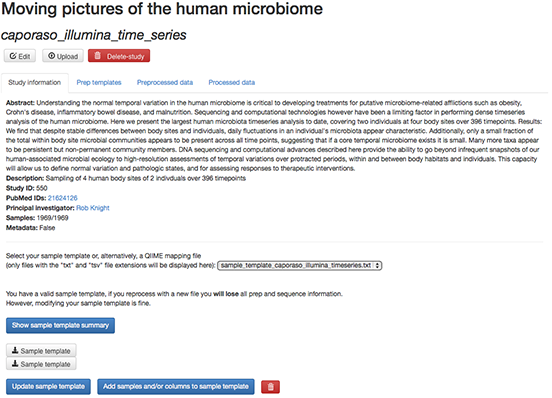 Moving pictures of the human microbiome
caporaso_illumina_time_series
Edit Upload Delete-study
Study information Prep templates Preprocessed data Processed data
Abstract: Understanding the normal temporal variation in the human microbiome is critical to developing treatments for putative microbiome-related afflictions such as obesity,
Crohn's disease, inflammatory bowel disease, and malnutrition. Sequencing and computational technologies however have been a limiting factor in performing dense timeseries
analysis of the human microbiome. Here we present the largest human microbiota timeseries analysis to date, covering two individuals at four body sites over 396 timepoints. Results:
We find that despite stable differences between body sites and individuals, daily fluctuations in an individual's microbiota appear characteristic. Additionally, only a small fraction of
the total within body site microbial communities appears to be present across all time points, suggesting that if a core temporal microbiome exists it is small. Many more taxa appear
to be persistent but non-permanent community members. DNA sequencing and computational advances described here provide the ability to go beyond infrequent snapshots of our
human-associated microbial ecology to high-resolution assessments of temporal variations over protracted periods, within and between body habitats and individuals. This capacity
will allow us to define normal variation and pathologic states, and for assessing responses to therapeutic interventions.
Description: Sampling of 4 human body sites of 2 individuals over 396 timepoints
Study ID: 550
PubMed IDs: 21624126
Principal investigator: Rob Knight
Samples: 1969/1969
Metadata: False
Select your sample template or, alternatively, a QIIME mapping file
(only files with the "txt" and "tsv" file extensions will be displayed here): sample_template_caporaso_illumina_timeseries.txt
You have a valid sample template, if you reprocess with a new file you will lose all prep and sequence information.
However, modifying your sample template is fine.
Show sample template summary
Sample template
Sample template
Update sample template Add samples and/or columns to sample template